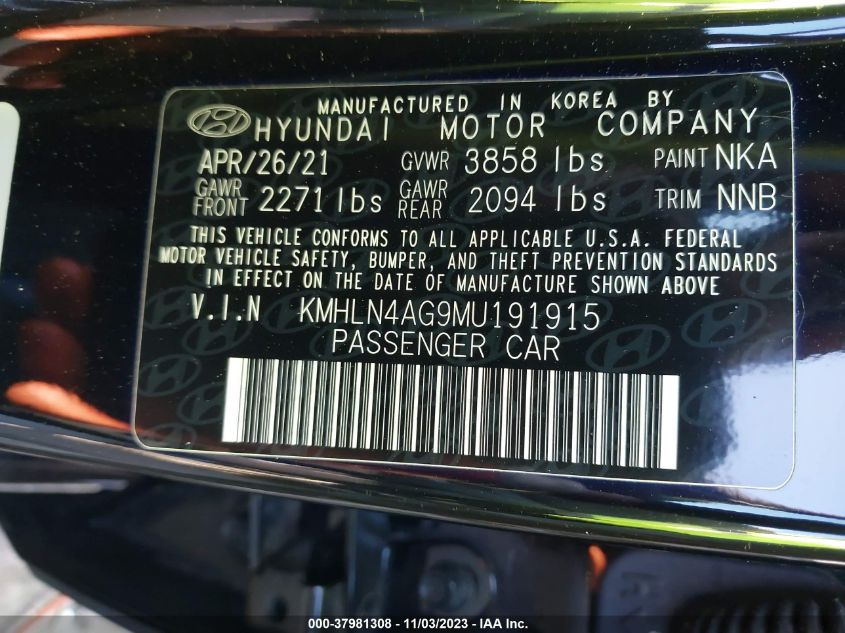 MANUFACTURED IN KOREA BY
HYUNDAI MOTOR COMPANY
APR/26/21 GVWR 3858 lbs PAINT NKA
GAWR FRONT 2271 lbs GAWR REAR 2094 lbs TRIM NNB
THIS VEHICLE CONFORMS TO ALL APPLICABLE U.S.A. FEDERAL
MOTOR VEHICLE SAFETY, BUMPER, AND THEFT PREVENTION STANDARDS
IN EFFECT ON THE DATE OF MANUFACTURE SHOWN ABOVE
V.I.N KMHLN4AG9MU191915
PASSENGER CAR
000-37981308 - 11/03/2023 - IAA Inc.